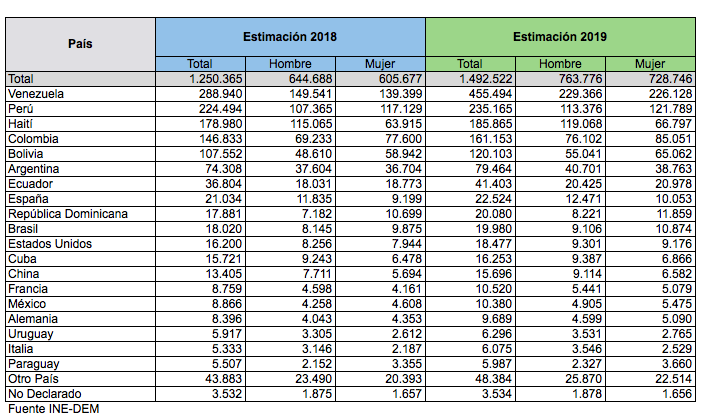 País Estimación 2018 Estimación 2019
Total Hombre Mujer Total Hombre Mujer
Total 1.250.365 644.688 605.677 1.492.522 763.776 728.746
Venezuela 288.940 149.541 139.399 455.494 229.366 226.128
Perú 224.494 107.365 117.129 235.165 113.376 121.789
Haití 178.980 115.065 63.915 185.865 119.068 66.797
Colombia 146.833 69.233 77.600 161.153 76.102 85.051
Bolivia 107.552 48.610 58.942 120.103 55.041 65.062
Argentina 74.308 37.604 36.704 79.464 40.701 38.763
Ecuador 36.804 18.031 18.773 41.403 20.425 20.978
España 21.034 11.835 9.199 22.524 12.471 10.053
República Dominicana 17.881 7.182 10.699 20.080 8.221 11.859
Brasil 18.020 8.145 9.875 19.980 9.106 10.874
Estados Unidos 16.200 8.256 7.944 18.477 9.301 9.176
Cuba 15.721 9.243 6.478 16.253 9.387 6.866
China 13.405 7.711 5.694 15.696 9.114 6.582
Francia 8.759 4.598 4.161 10.520 5.441 5.079
México 8.866 4.258 4.608 10.380 4.905 5.475
Alemania 8.396 4.043 4.353 9.689 4.599 5.090
Uruguay 5.917 3.305 2.612 6.296 3.531 2.765
Italia 5.333 3.146 2.187 6.075 3.546 2.529
Paraguay 5.507 2.152 3.355 5.987 2.327 3.660
Otro País 43.883 23.490 20.393 48.384 25.870 22.514
No Declarado 3.532 1.875 1.657 3.534 1.878 1.656
Fuente INE-DEM